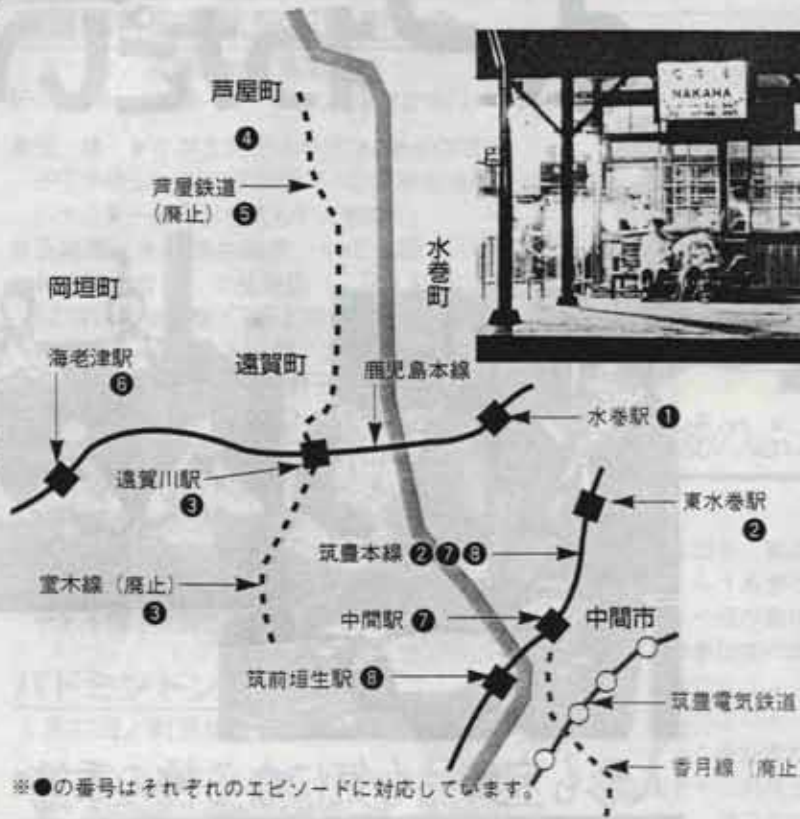 芦屋町
❹
芦屋鉄道
(廃止) ❺
NAKAMA
水巻町
岡垣町
海老津駅
❻
遠賀町
鹿児島本線
水巻駅 ❶
遠賀川駅
❸
東水巻駅
❷
筑豊本線 ❷ ❼ ❽
室木線 (廃止)
❸
中間駅 ❼
中間市
筑前垣生駅 ❽
筑豊電気鉄道
香月線 (廃止
※●の番号はそれぞれのエピソードに対応しています。